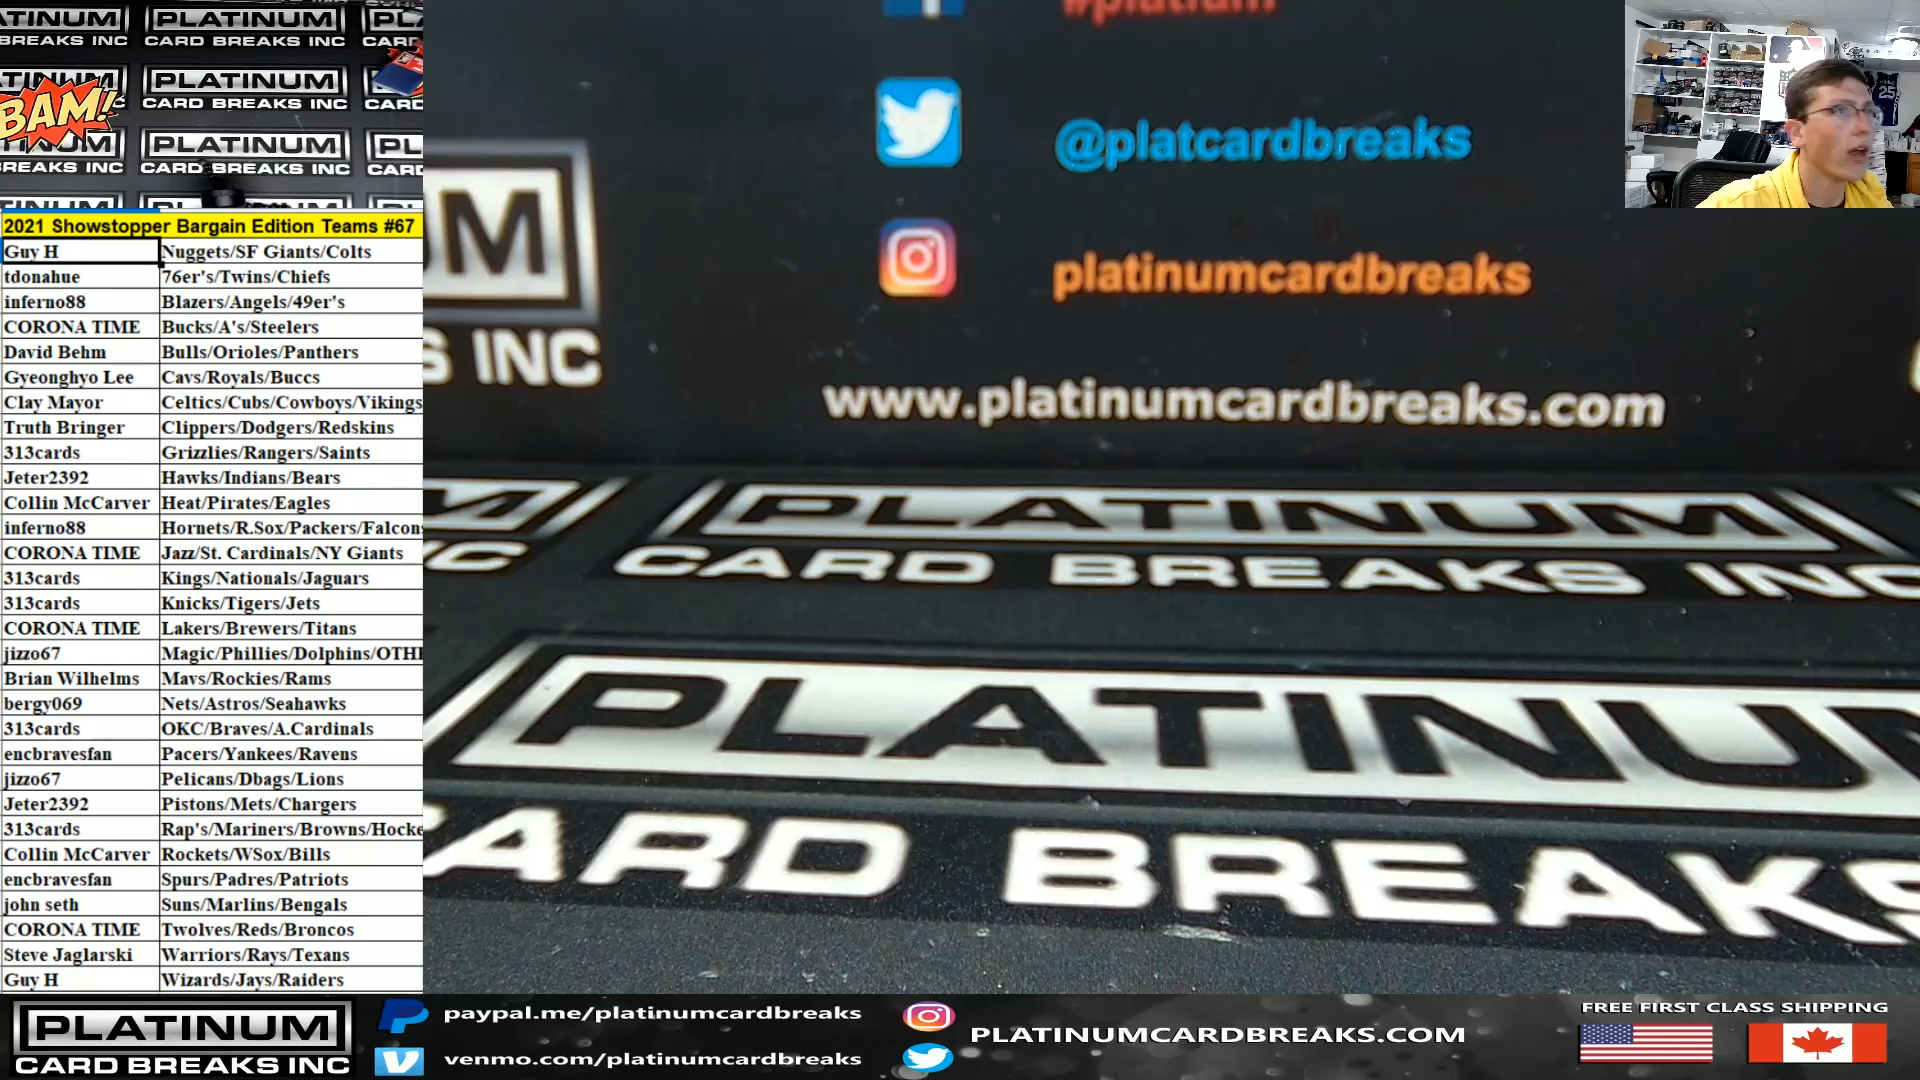 PLATINUM
CARD BREAKS INC
BAM!
2021 Showstopper Bargain Edition Teams #67
Guy H Nuggets/SF Giants/Colts
tdonahue 76er's/Twins/Chiefs
inferno88 Blazers/Angels/49er's
CORONA TIME Bucks/A's/Steelers
David Behm Bulls/Orioles/Panthers
Gyeonghyo Lee Cavs/Royals/Buccs
Clay Mayor Celtics/Cubs/Cowboys/Vikings
Truth Bringer Clippers/Dodgers/Redskins
313cards Grizzlies/Rangers/Saints
Jeter2392 Hawks/Indians/Bears
Collin McCarver Heat/Pirates/Eagles
inferno88 Hornets/R.Sox/Packers/Falcons
CORONA TIME Jazz/St. Cardinals/NY Giants
313cards Kings/Nationals/Jaguars
313cards Knicks/Tigers/Jets
CORONA TIME Lakers/Brewers/Titans
jizzo67 Magic/Phillies/Dolphins/OTH
Brian Wilhelms Mavs/Rockies/Rams
bergy069 Nets/Astros/Seahawks
313cards OKC/Braves/A.Cardinals
encbravesfan Pacers/Yankees/Ravens
jizzo67 Pelicans/Dbags/Lions
Jeter2392 Pistons/Mets/Chargers
313cards Rap's/Mariners/Browns/Hocke
Collin McCarver Rockets/WSox/Bills
encbravesfan Spurs/Padres/Patriots
john seth Suns/Marlins/Bengals
CORONA TIME Twolves/Reds/Broncos
Steve Jaglarski Warriors/Rays/Texans
Guy H Wizards/Jays/Raiders
#platium
@platcardbreaks
platinumcardbreaks
www.platinumcardbreaks.com
M
S INC
PLATINUM
CARD BREAKS INC
PLATINU
ARD BREAKS
25
PLATINUM
CARD BREAKS INC
paypal.me/platinumcardbreaks
venmo.com/platinumcardbreaks
PLATINUMCARDBREAKS.COM
FREE FIRST CLASS SHIPPING